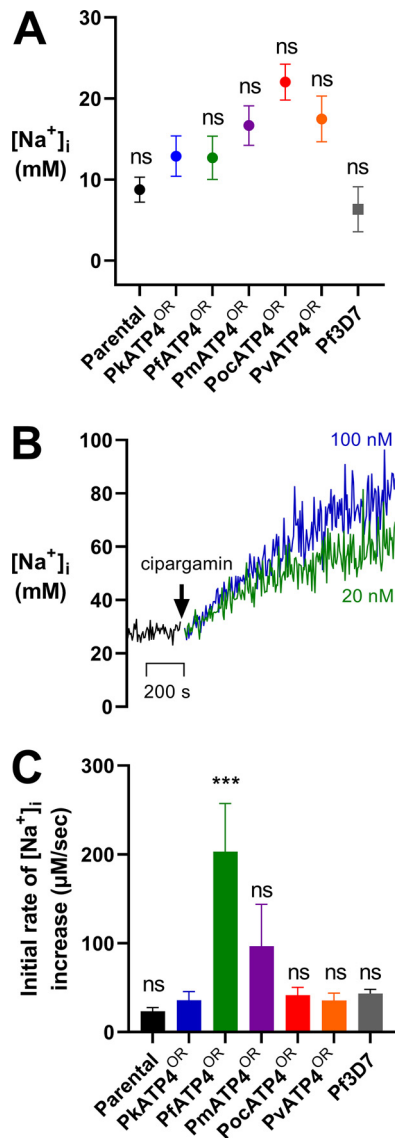 A
30
20
10
0
[Na⁺]ᵢ
(mM)
ns
ns
ns
ns
ns
ns
ns
Parental
PkATP4ᴼᴿ
PfATP4ᴼᴿ
PmATP4ᴼᴿ
PocATP4ᴼᴿ
PvATP4ᴼᴿ
Pf3D7
B
100
80
60
40
20
0
[Na⁺]ᵢ
(mM)
100 nM
cipargamin
20 nM
200 s
C
300
200
100
0
Initial rate of [Na⁺]ᵢ
increase (µM/sec)
ns
ns
***
ns
ns
ns
ns
Parental
PkATP4ᴼᴿ
PfATP4ᴼᴿ
PmATP4ᴼᴿ
PocATP4ᴼᴿ
PvATP4ᴼᴿ
Pf3D7